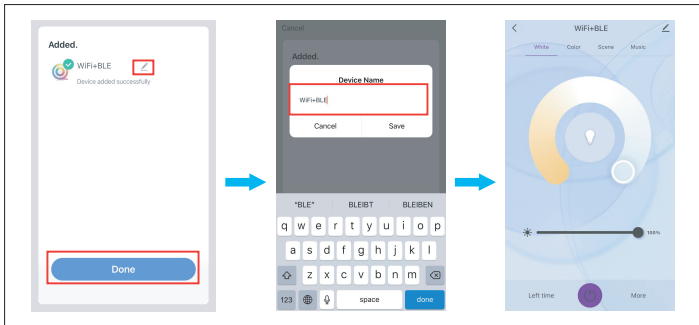 Added.
WiFi+BLE
Device added successfully
Done
Cancel
Added.
Device Name
WiFi+BLE
Cancel Save
"BLE" BLEIBT BLEIBEN
q w e r t y u i o p
a s d f g h j k l
z x c v b n m
123 space done
WiFi+BLE
White Color Scene Music
100%
Left time More